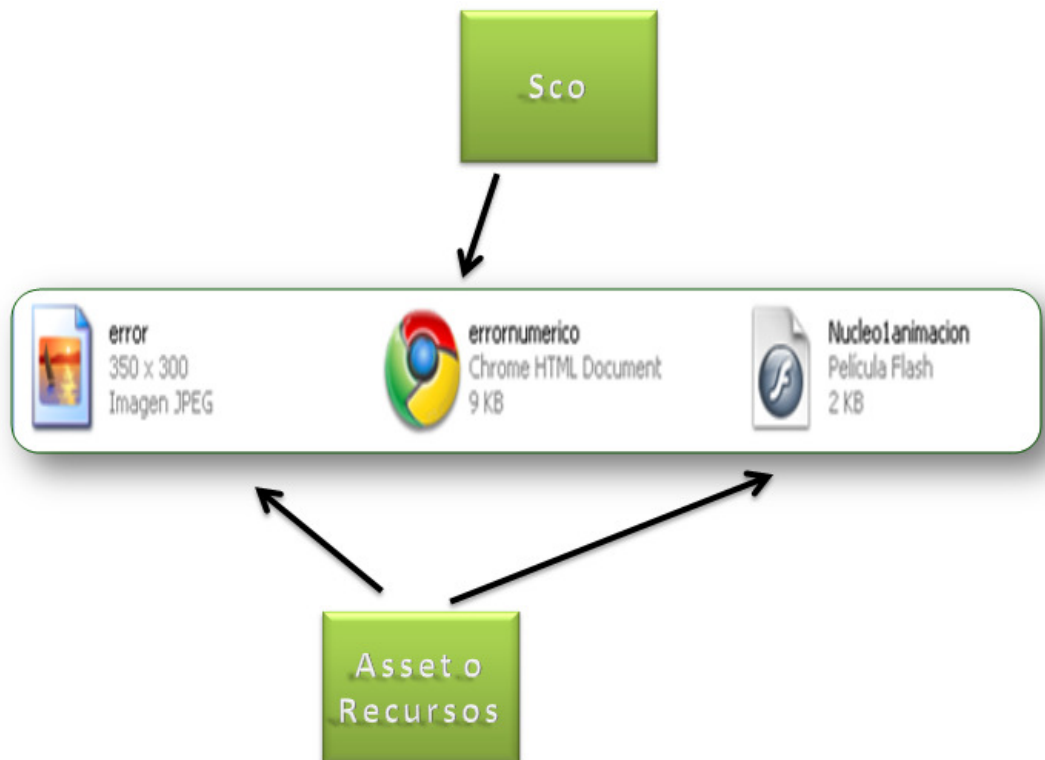 Sco
error
350 x 300
Imagen JPEG
errornumerico
Chrome HTML Document
9 KB
Nucleo1animacion
Película Flash
2 KB
Asset o
Recursos